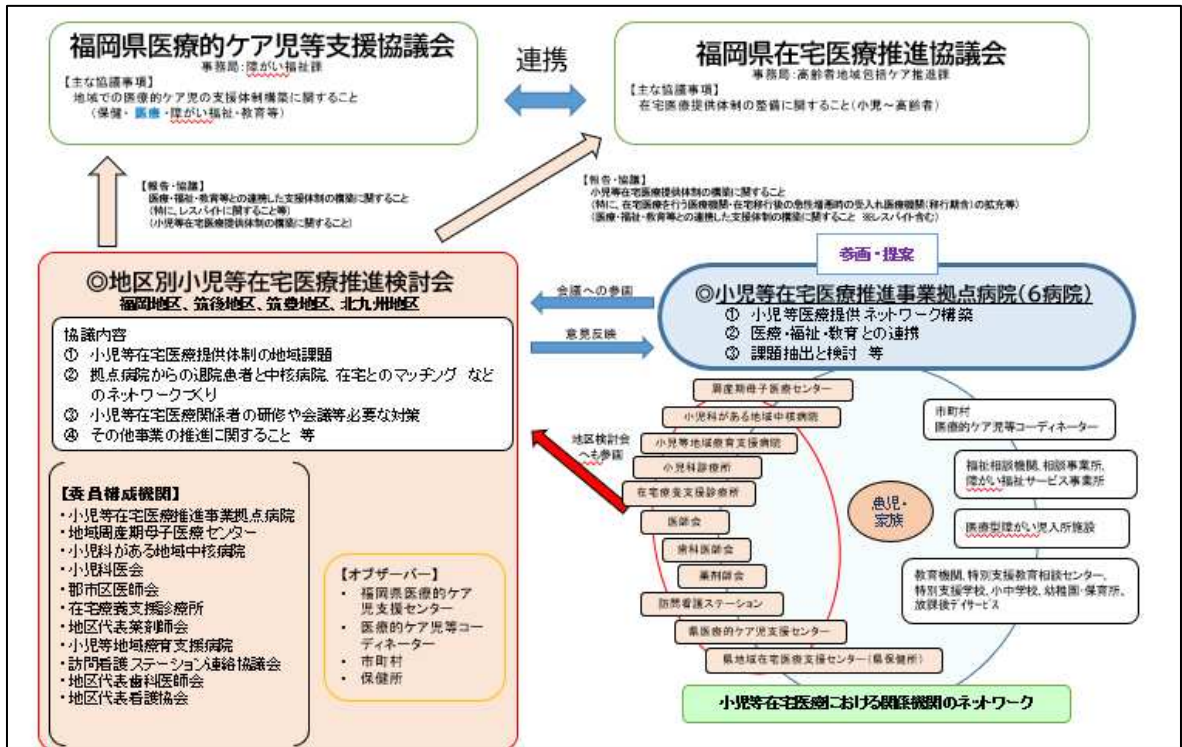 福岡県医療的ケア児等支援協議会
事務局:障がい福祉課
【主な協議事項】
地域での医療的ケア児の支援体制構築に関すること
（保健・医療・障がい福祉・教育等）
連携
福岡県在宅医療推進協議会
事務局:高齢者地域包括ケア推進課
【主な協議事項】
在宅医療提供体制の整備に関すること(小児～高齢者)
【報告・協議】
医療・福祉・教育等との連携した支援体制の構築に関すること
(特に、レスパイトに関すること等)
(小児等在宅医療提供体制の構築に関すること)
【報告・協議】
小児等在宅医療提供体制の構築に関すること
(特に、在宅医療を行う医療機関・在宅移行後の急性増悪時の受入れ医療機関(移行期含)の拡充等)
(医療・福祉・教育等との連携した支援体制の構築に関すること ※レスパイト含む)
◎地区別小児等在宅医療推進検討会
福岡地区、筑後地区、筑豊地区、北九州地区
協議内容
① 小児等在宅医療提供体制の地域課題
② 拠点病院からの退院患者と中核病院、在宅とのマッチング など
のネットワークづくり
③ 小児等在宅医療関係者の研修や会議等必要な対策
④ その他事業の推進に関すること 等
【委員構成機関】
・小児等在宅医療推進事業拠点病院
・地域周産期母子医療センター
・小児科がある地域中核病院
・小児科医会
・郡市区医師会
・在宅療養支援診療所
・地区代表薬剤師会
・小児等地域療育支援病院
・訪問看護ステーション連絡協議会
・地区代表歯科医師会
・地区代表看護協会
【オブザーバー】
・ 福岡県医療的ケア
児支援センター
・ 医療的ケア児等コー
ディネーター
・ 市町村
・ 保健所
会議への参画
意見反映
地区検討会
へも参画
参画・提案
◎小児等在宅医療推進事業拠点病院(6病院)
① 小児等医療提供ネットワーク構築
② 医療・福祉・教育との連携
③ 課題抽出と検討 等
周産期母子医療センター
小児科がある地域中核病院
小児等地域療育支援病院
小児科診療所
在宅療養支援診療所
医師会
歯科医師会
薬剤師会
訪問看護ステーション
県医療的ケア児支援センター
県地域在宅医療支援センター(県保健所)
患児・
家族
市町村
医療的ケア児等コーディネーター
福祉相談機関、相談事業所、
障がい福祉サービス事業所
医療型障がい児入所施設
教育機関、特別支援教育相談センター、
特別支援学校、小中学校、幼稚園・保育所、
放課後デイサービス
小児等在宅医療における関係機関のネットワーク